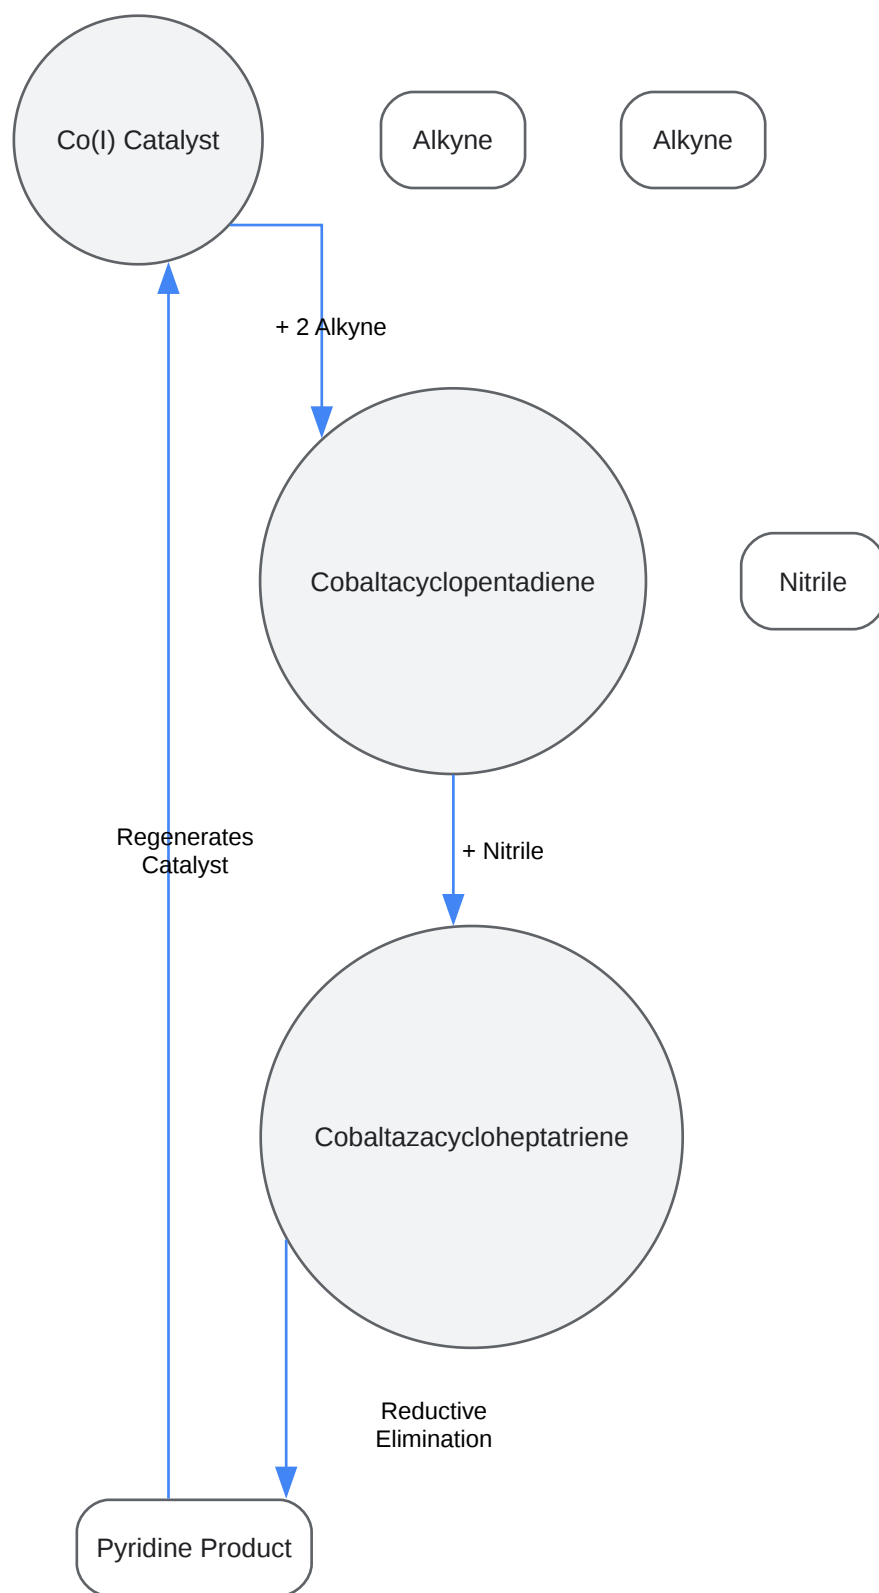 Co(I) Catalyst
Alkyne
Alkyne
+ 2 Alkyne
Cobaltacyclopentadiene
Nitrile
Regenerates
Catalyst
+ Nitrile
Cobaltazacycloheptatriene
Reductive
Elimination
Pyridine Product